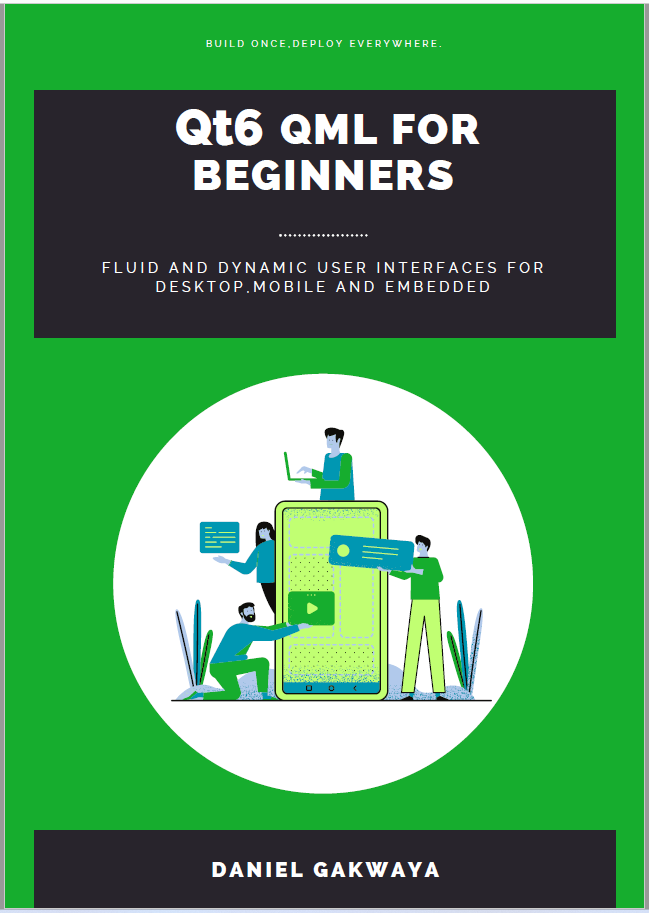 BUILD ONCE,DEPLOY EVERYWHERE.
Qt6 QML FOR
BEGINNERS
FLUID AND DYNAMIC USER INTERFACES FOR
DESKTOP,MOBILE AND EMBEDDED
DANIEL GAKWAYA